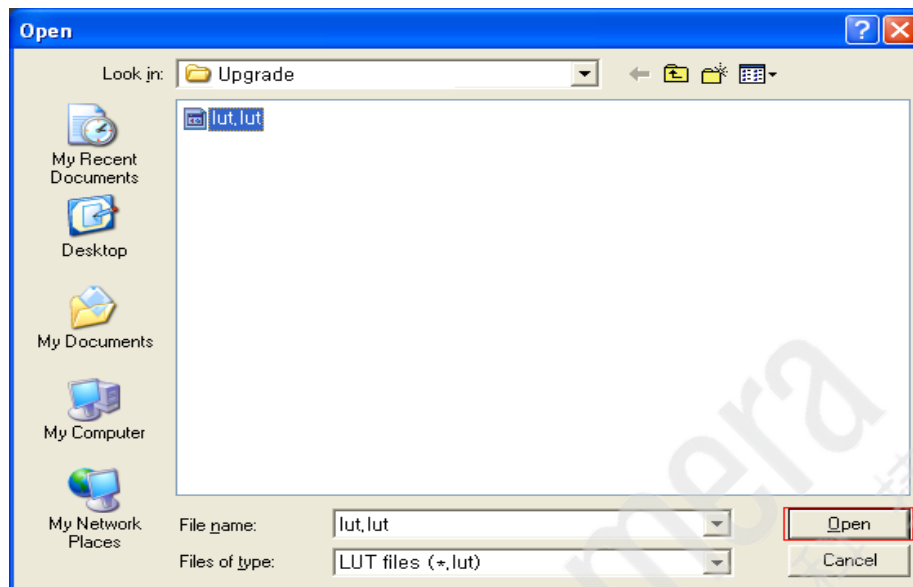 Open
Look in: Upgrade
lut.lut
My Recent
Documents
Desktop
My Documents
My Computer
My Network
Places
File name: lut.lut Open
Files of type: LUT files (*.lut) Cancel
mera